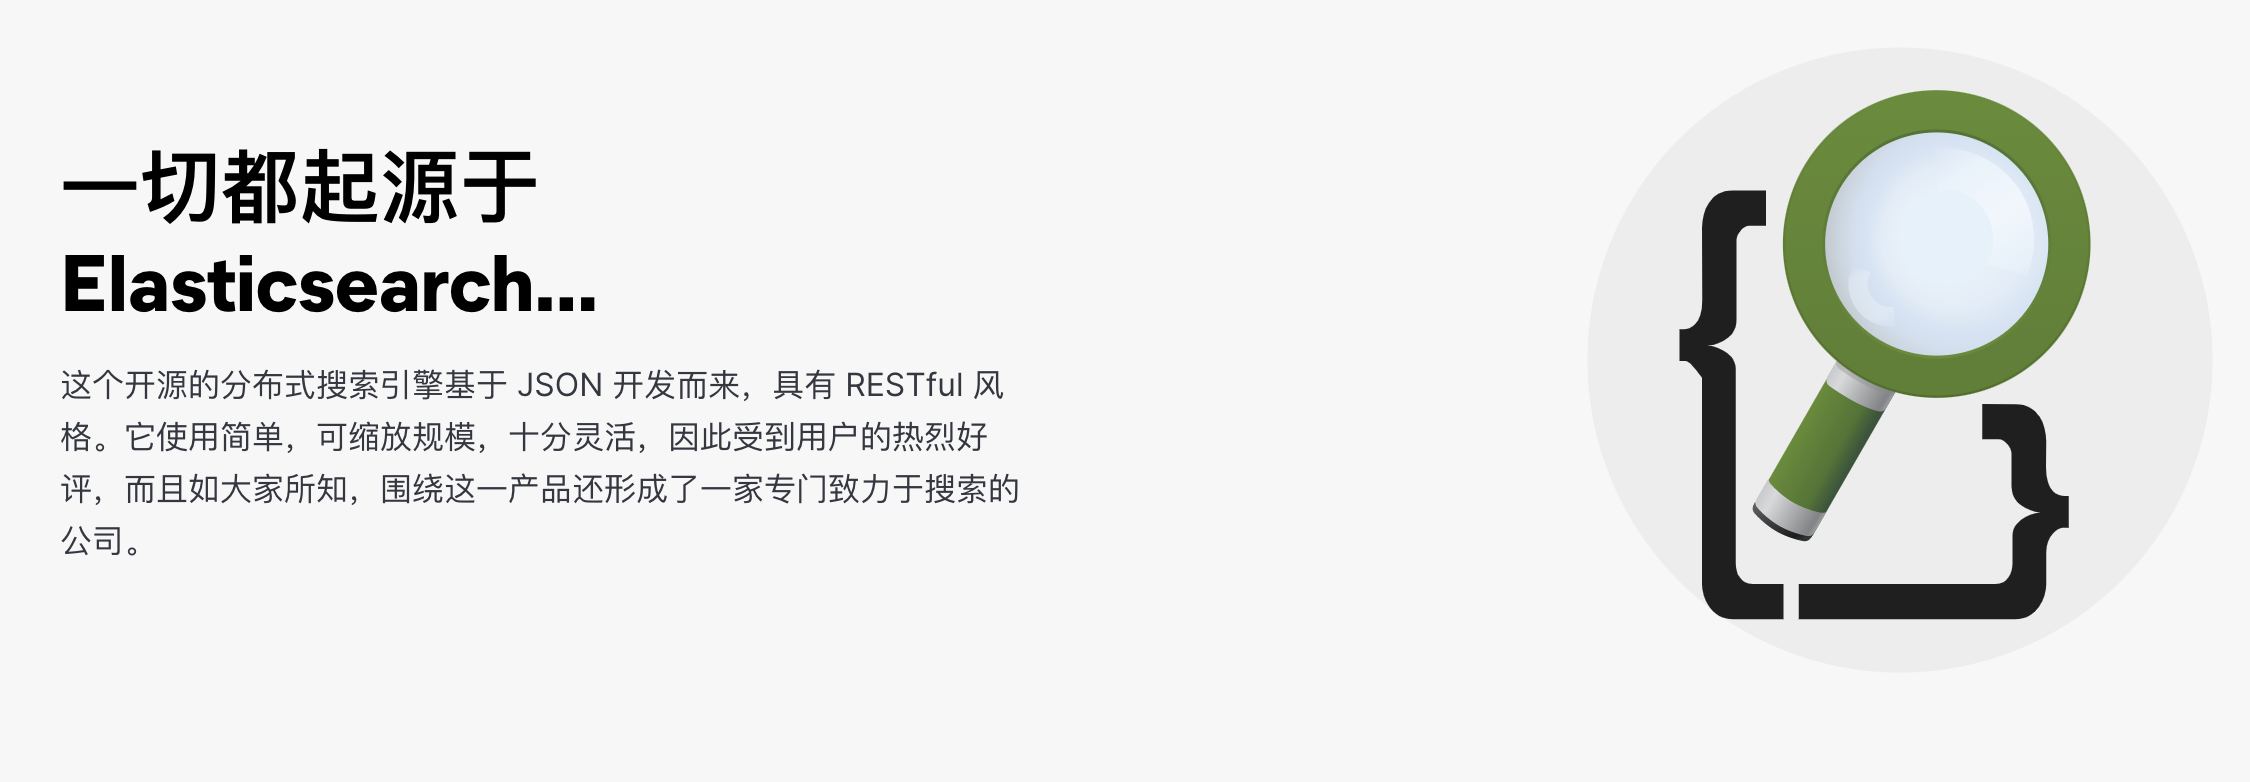 一切都起源于
Elasticsearch...
这个开源的分布式搜索引擎基于 JSON 开发而来，具有 RESTful 风
格。它使用简单，可缩放规模，十分灵活，因此受到用户的热烈好
评，而且如大家所知，围绕这一产品还形成了一家专门致力于搜索的
公司。